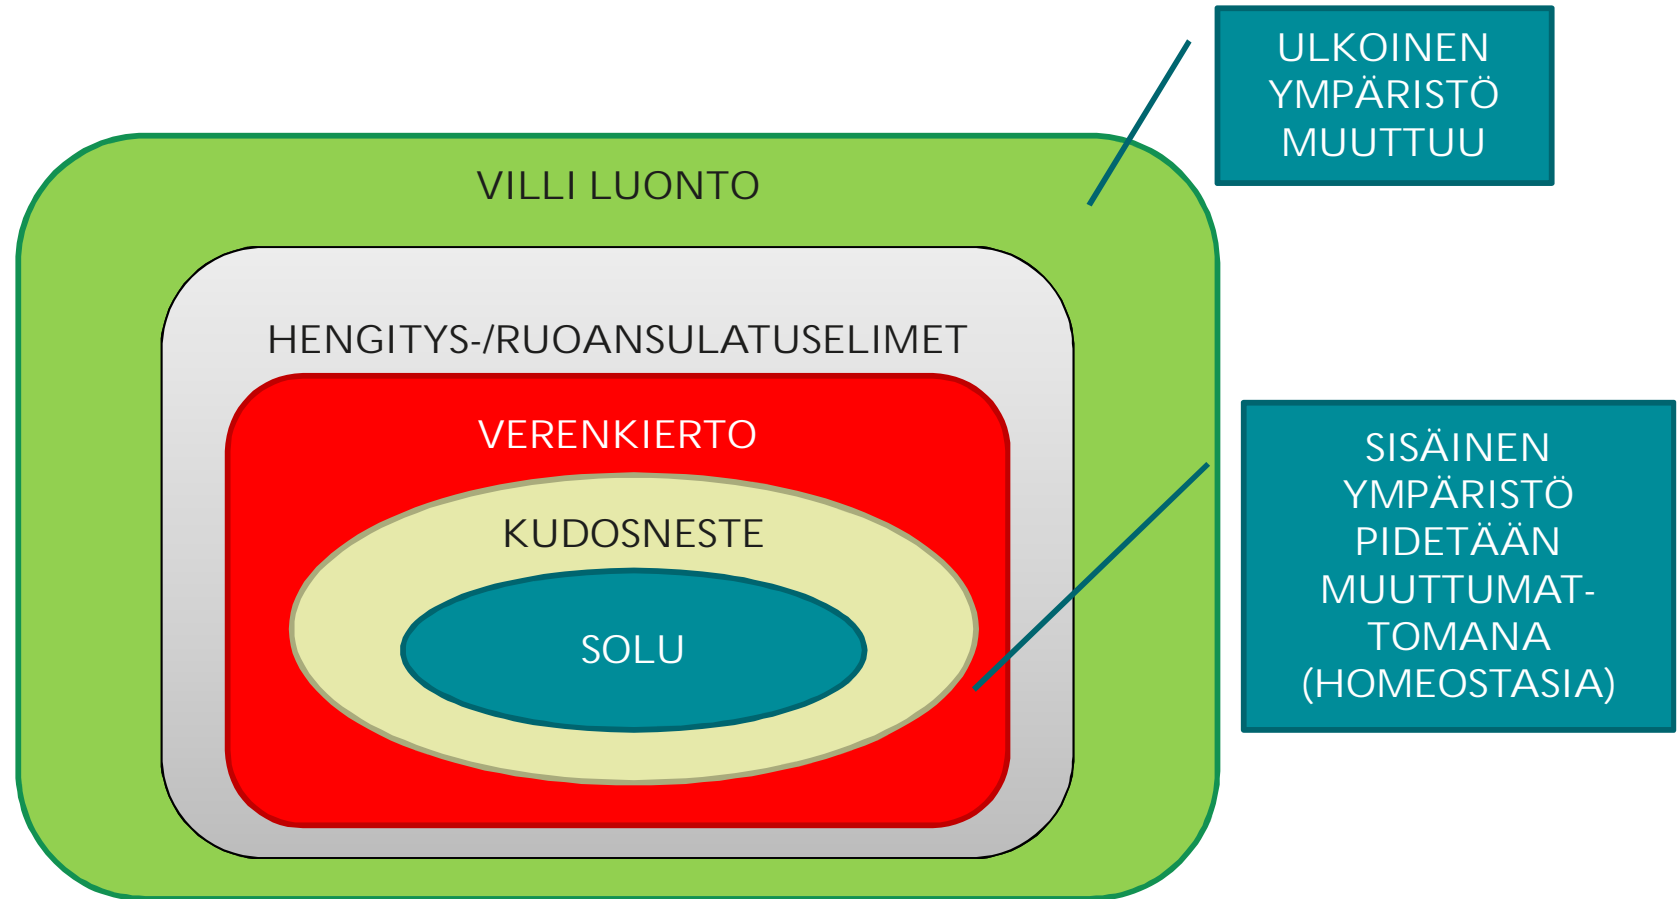 ULKOINEN
YMPÄRISTÖ
MUUTTUU
VILLI LUONTO
HENGITYS-/RUOANSULATUSELIMET
VERENKIERTO
KUDOSNESTE
SOLU
SISÄINEN
YMPÄRISTÖ
PIDETÄÄN
MUUTTUMAT-
TOMANA
(HOMEOSTASIA)